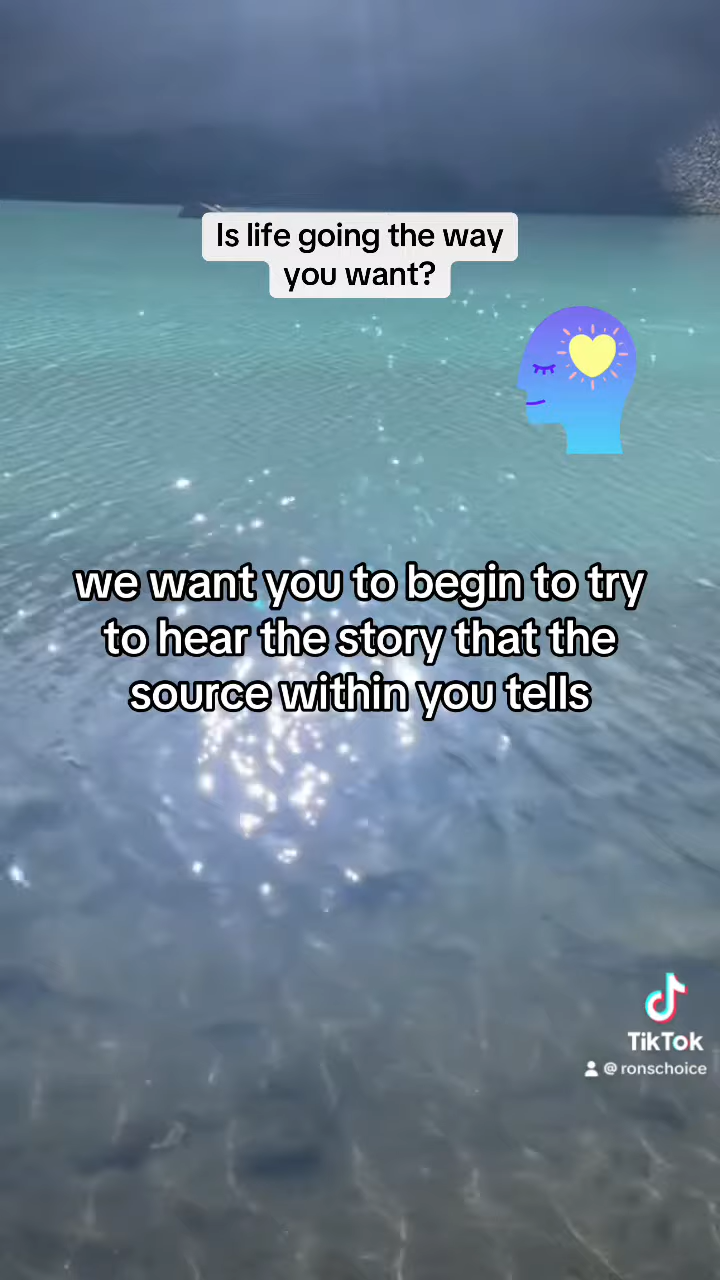 Is life going the way
you want?
we want you to begin to try
to hear the story that the
source within you tells
TikTok
@ronschoice